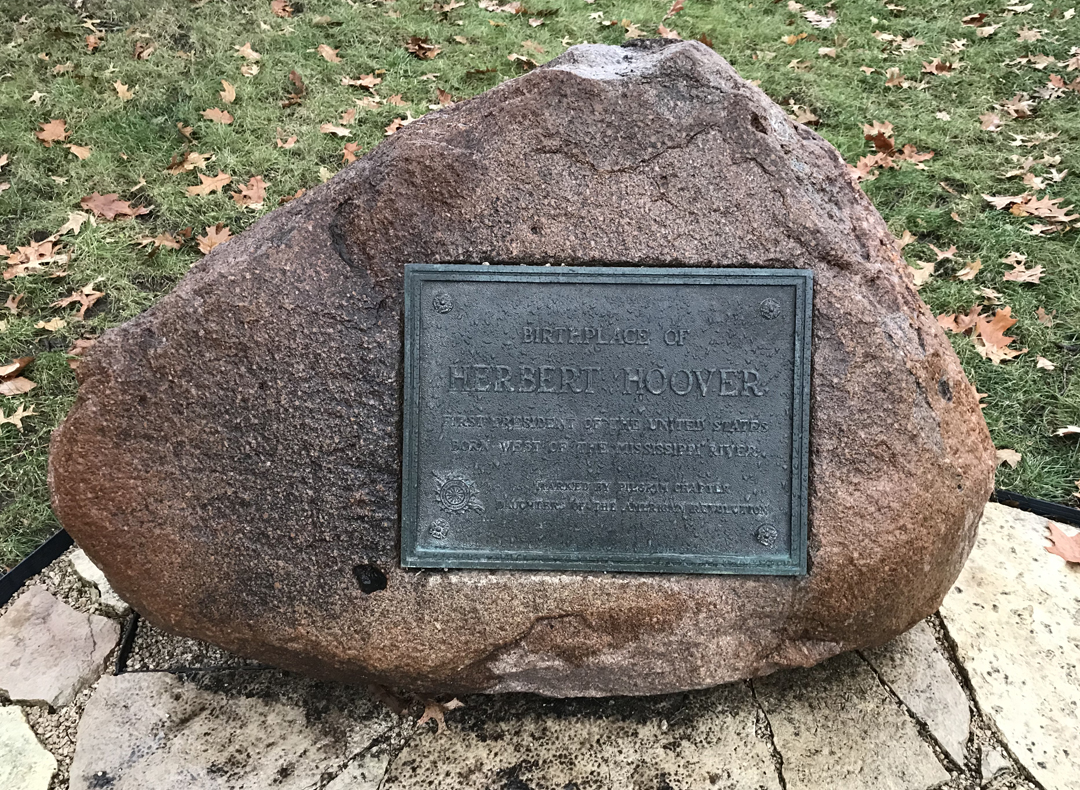 BIRTHPLACE OF
HERBERT HOOVER
FIRST PRESIDENT OF THE UNITED STATES
BORN WEST OF THE MISSISSIPPI RIVER
MARKED BY PILGRIM CHAPTER
DAUGHTERS OF THE AMERICAN REVOLUTION